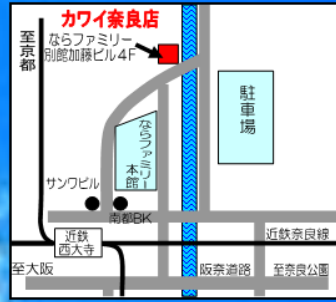 カワイ奈良店
ならファミリー
別館加藤ビル4F
至京都
駐車場
ならファミリー
本館
サンワビル
南都BK
近鉄
西大寺
近鉄奈良線
至大阪
阪奈道路
至奈良公園